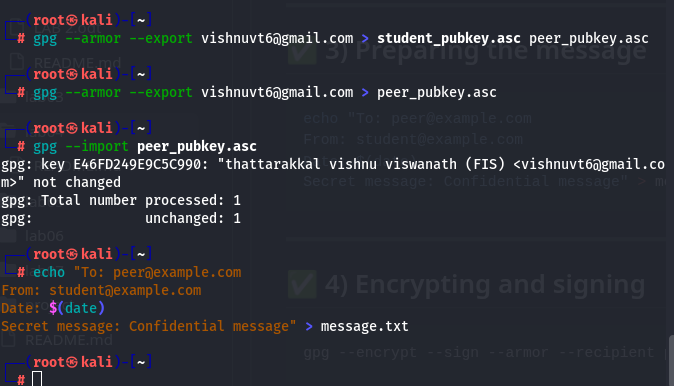 (root㉿kali)-[~]
# gpg --armor --export vishnuvt6@gmail.com > student_pubkey.asc peer_pubkey.asc
README.md
✅ 3) Preparing the message
(root㉿kali)-[~]
# gpg --armor --export vishnuvt6@gmail.com > peer_pubkey.asc
echo "To: peer@example.com
(root㉿kali)-[~]
From: student@example.com
# gpg --import peer_pubkey.asc
gpg: key E46FD249E9C5C990: "thattarakkal vishnu viswanath (FIS) <vishnuvt6@gmail.co
m>" not changed
Secret message: Confidential message" > m
gpg: Total number processed: 1
gpg:              unchanged: 1
lab06
(root㉿kali)-[~]
# echo "To: peer@example.com
From: student@example.com
✅ 4) Encrypting and signing
Date: $(date)
Secret message: Confidential message" > message.txt
README.md
gpg --encrypt --sign --armor --recipient p
(root㉿kali)-[~]
#